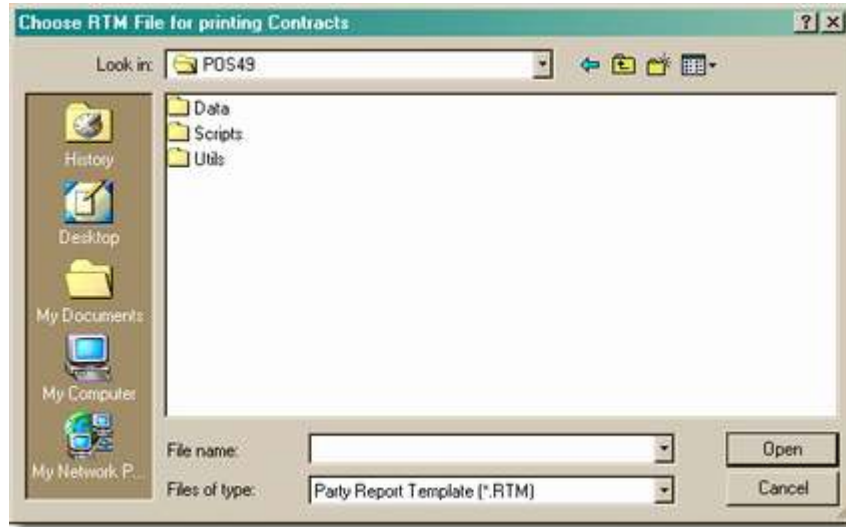 Choose RTM File for printing Contracts
Look in: POS49
Data
Scripts
Utils
History
Desktop
My Documents
My Computer
My Network P...
File name:
Open
Files of type: Party Report Template (*.RTM)
Cancel